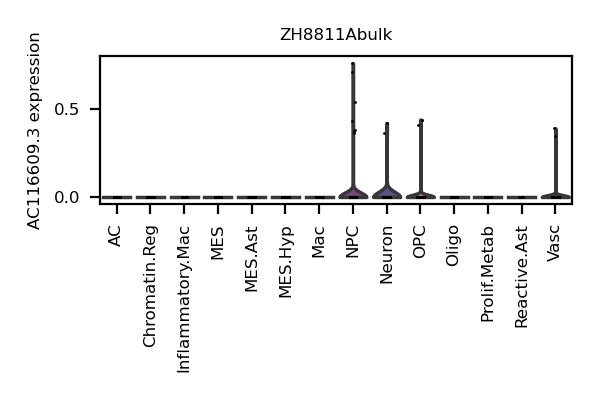 ZH8811Abulk
AC116609.3 expression
0.5
0.0
AC
Chromatin.Reg
Inflammatory.Mac
MES
MES.Ast
MES.Hyp
Mac
NPC
Neuron
OPC
Oligo
Prolif.Metab
Reactive.Ast
Vasc